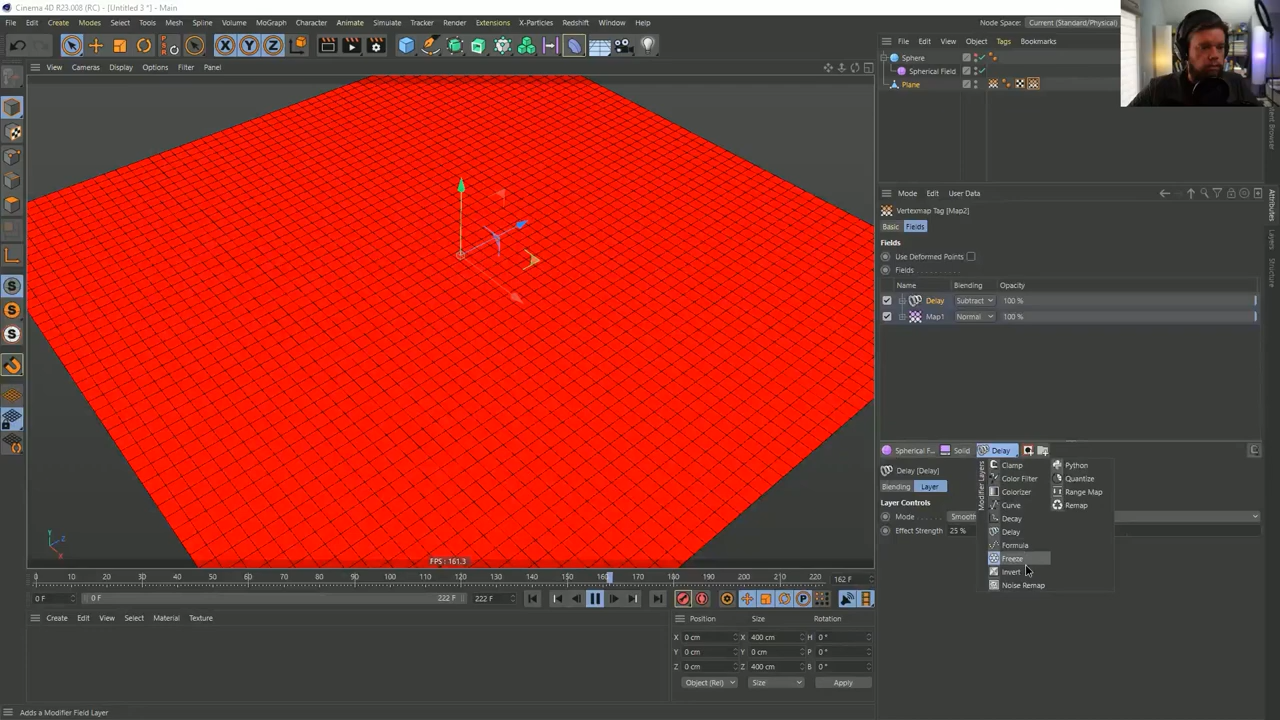 Cinema 4D R23.008 (RC) - [Untitled 3 *] - Main
File Edit Create Modes Select Tools Mesh Spline Volume MoGraph Character Animate Simulate Tracker Render Extensions X-Particles Redshift Window Help
Node Space: Current (Standard/Physical)
X Y Z
File Edit View Object Tags Bookmarks
View Cameras Display Options Filter Panel
Sphere
Spherical Field
Plane
Mode Edit User Data
Vertexmap Tag [Map2]
Basic Fields
Fields
Use Deformed Points
Fields
Name Blending Opacity
Delay Subtract 100 %
Map1 Normal 100 %
Spherical F... Solid Delay
Delay [Delay]
Blending Layer
Layer Controls
Mode Smooth
Effect Strength 25 %
Modifier Layers
Clamp Python
Color Filter Quantize
Colorizer Range Map
Curve Remap
Decay
Delay
Formula
Freeze
Invert
Noise Remap
Attributes
Layers
Structure
S
S
S
Y
Z
X
FPS : 161.3
0 10 20 30 40 50 60 70 80 90 100 110 120 130 140 150 160 170 180 190 200 210 220 162 F
0 F 0 F 222 F 222 F
P
Create Edit View Select Material Texture
Position Size Rotation
X 0 cm X 400 cm H 0 °
Y 0 cm Y 0 cm P 0 °
Z 0 cm Z 400 cm B 0 °
Object (Rel) Size Apply
Adds a Modifier Field Layer